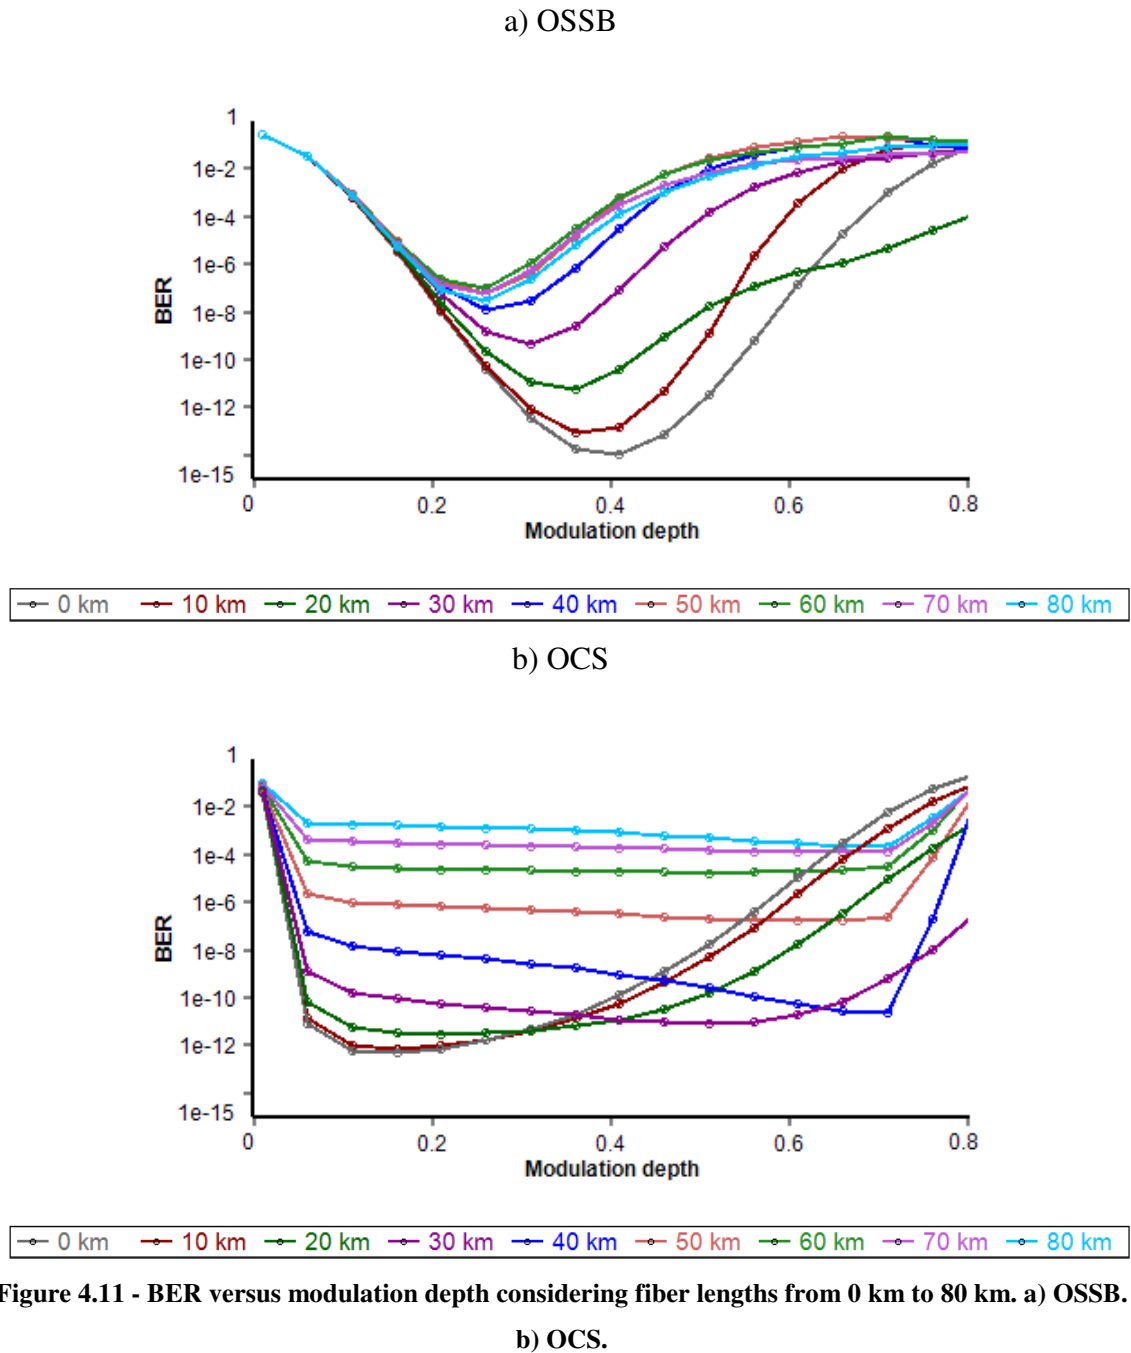 a) OSSB
1
1e-2
1e-4
1e-6
1e-8
1e-10
1e-12
1e-15
BER
0 0.2 0.4 0.6 0.8
Modulation depth
0 km 10 km 20 km 30 km 40 km 50 km 60 km 70 km 80 km
b) OCS
1
1e-2
1e-4
1e-6
1e-8
1e-10
1e-12
1e-15
BER
0 0.2 0.4 0.6 0.8
Modulation depth
0 km 10 km 20 km 30 km 40 km 50 km 60 km 70 km 80 km
Figure 4.11 - BER versus modulation depth considering fiber lengths from 0 km to 80 km. a) OSSB.
b) OCS.